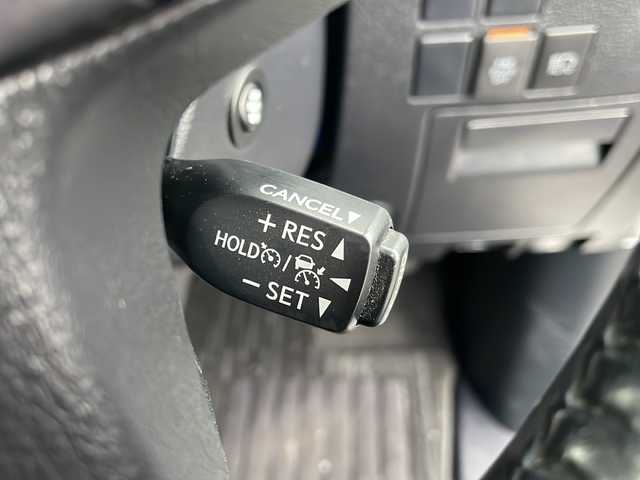 CANCEL▼
+ RES ▲
HOLD / ◀
− SET ▼